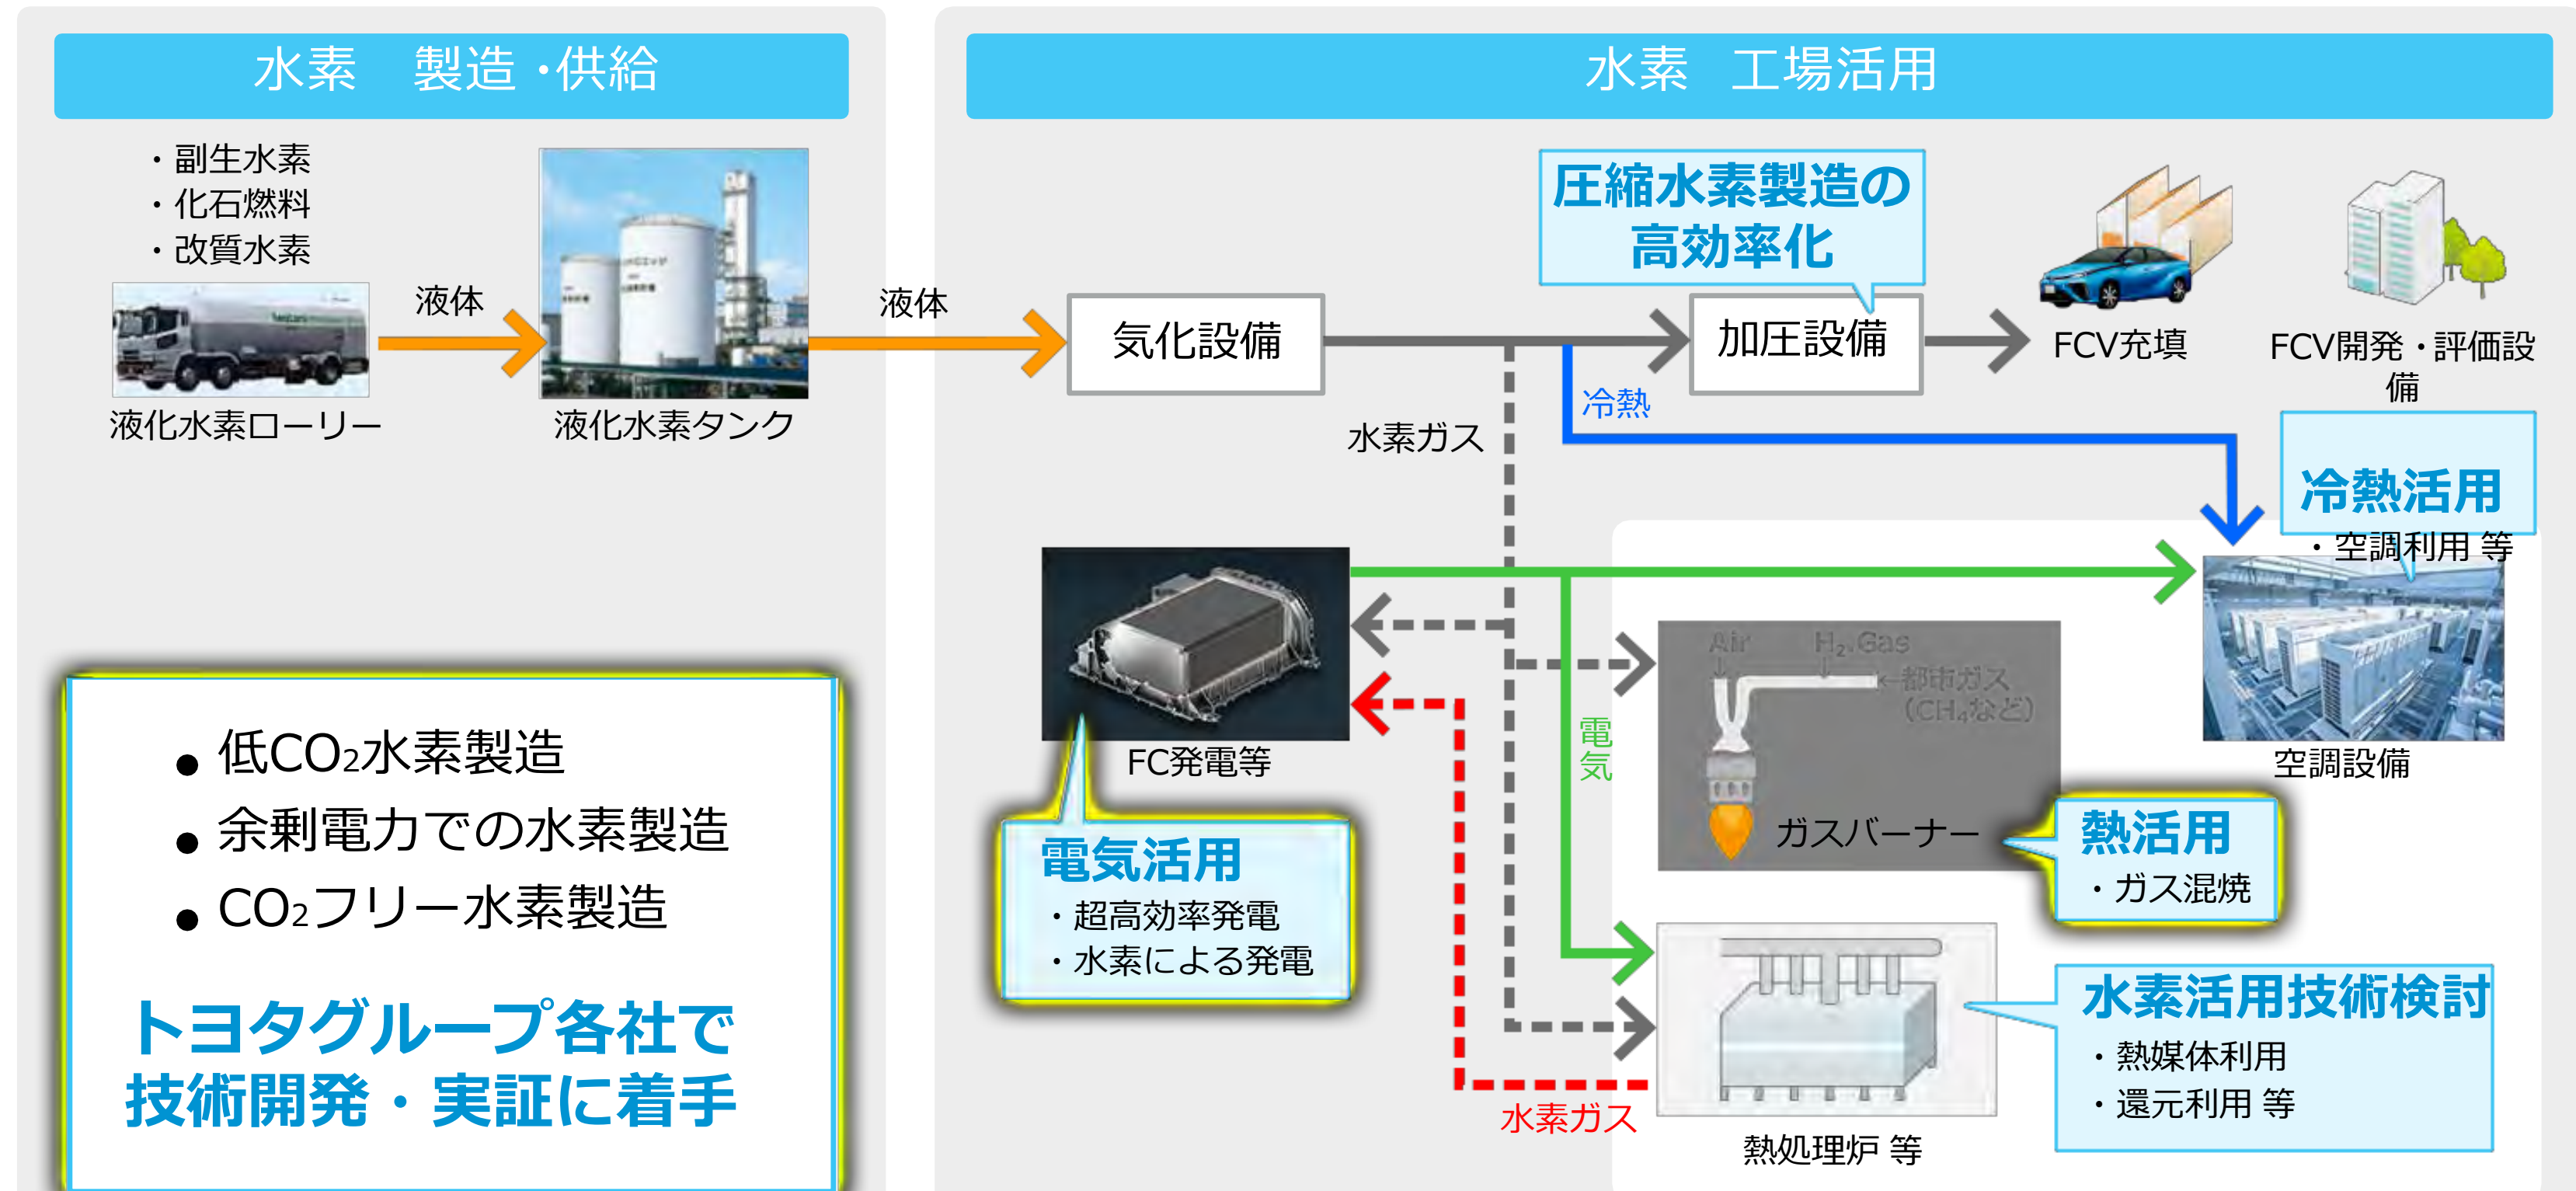 水素　製造・供給
・副生水素
・化石燃料
・改質水素
液体
液化水素ローリー
液化水素タンク
● 低CO₂水素製造
● 余剰電力での水素製造
● CO₂フリー水素製造
トヨタグループ各社で
技術開発・実証に着手
水素　工場活用
液体
気化設備
圧縮水素製造の
高効率化
加圧設備
FCV充填
FCV開発・評価設
備
冷熱
水素ガス
冷熱活用
・空調利用 等
空調設備
FC発電等
電気活用
・超高効率発電
・水素による発電
電
気
Air
H₂.Gas
都市ガス
(CH₄など)
ガスバーナー
熱活用
・ガス混焼
水素ガス
熱処理炉 等
水素活用技術検討
・熱媒体利用
・還元利用 等